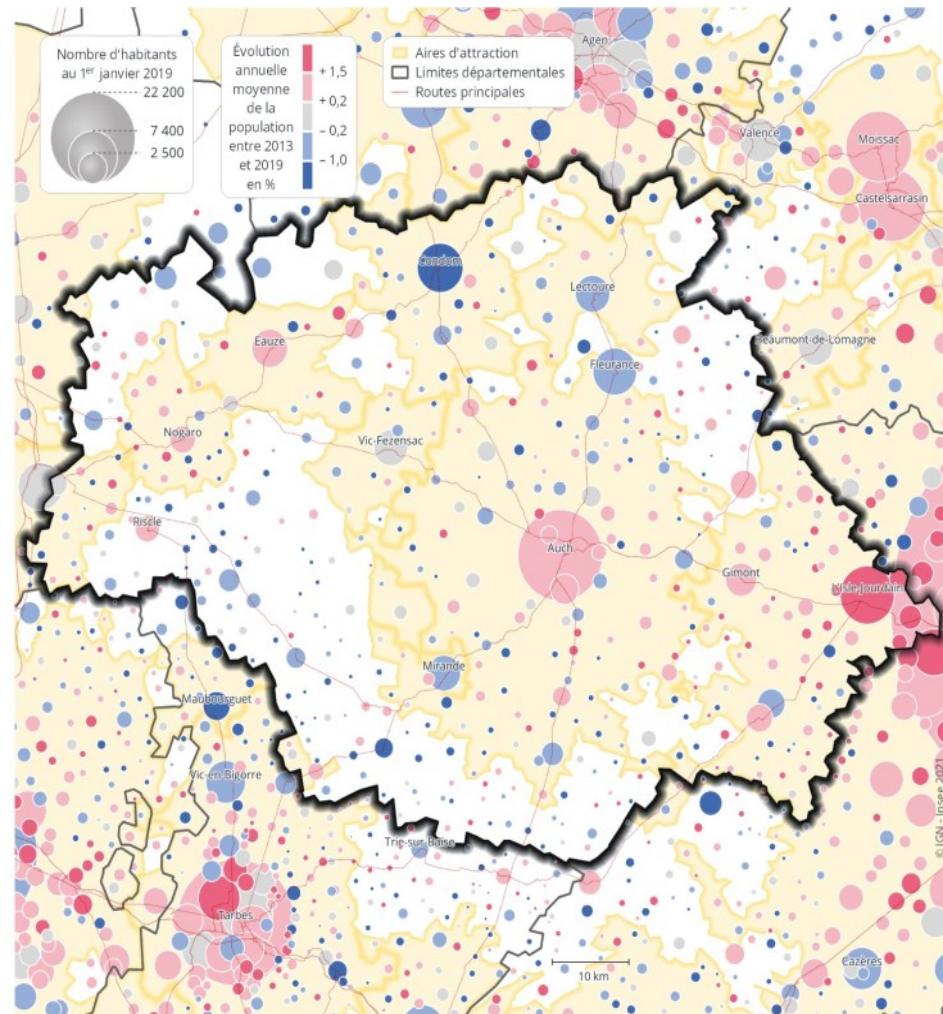 Nombre d'habitants
au 1er janvier 2019
22 200
7 400
2 500
Évolution
annuelle
moyenne
de la
population
entre 2013
et 2019
en %
+ 1,5
+ 0,2
– 0,2
– 1,0
Aires d'attraction
Limites départementales
Routes principales
Agen
Valence
Moissac
Castelsarrasin
Condom
Lectoure
Eauze
Beaumont-de-Lomagne
Fleurance
Nogaro
Vic-Fezensac
Riscle
Auch
Gimont
L'Isle-Jourdain
Mirande
Maubourguet
Vic-en-Bigorre
Trie-sur-Baïse
Tarbes
Cazères
10 km
© IGN - Insee 2021